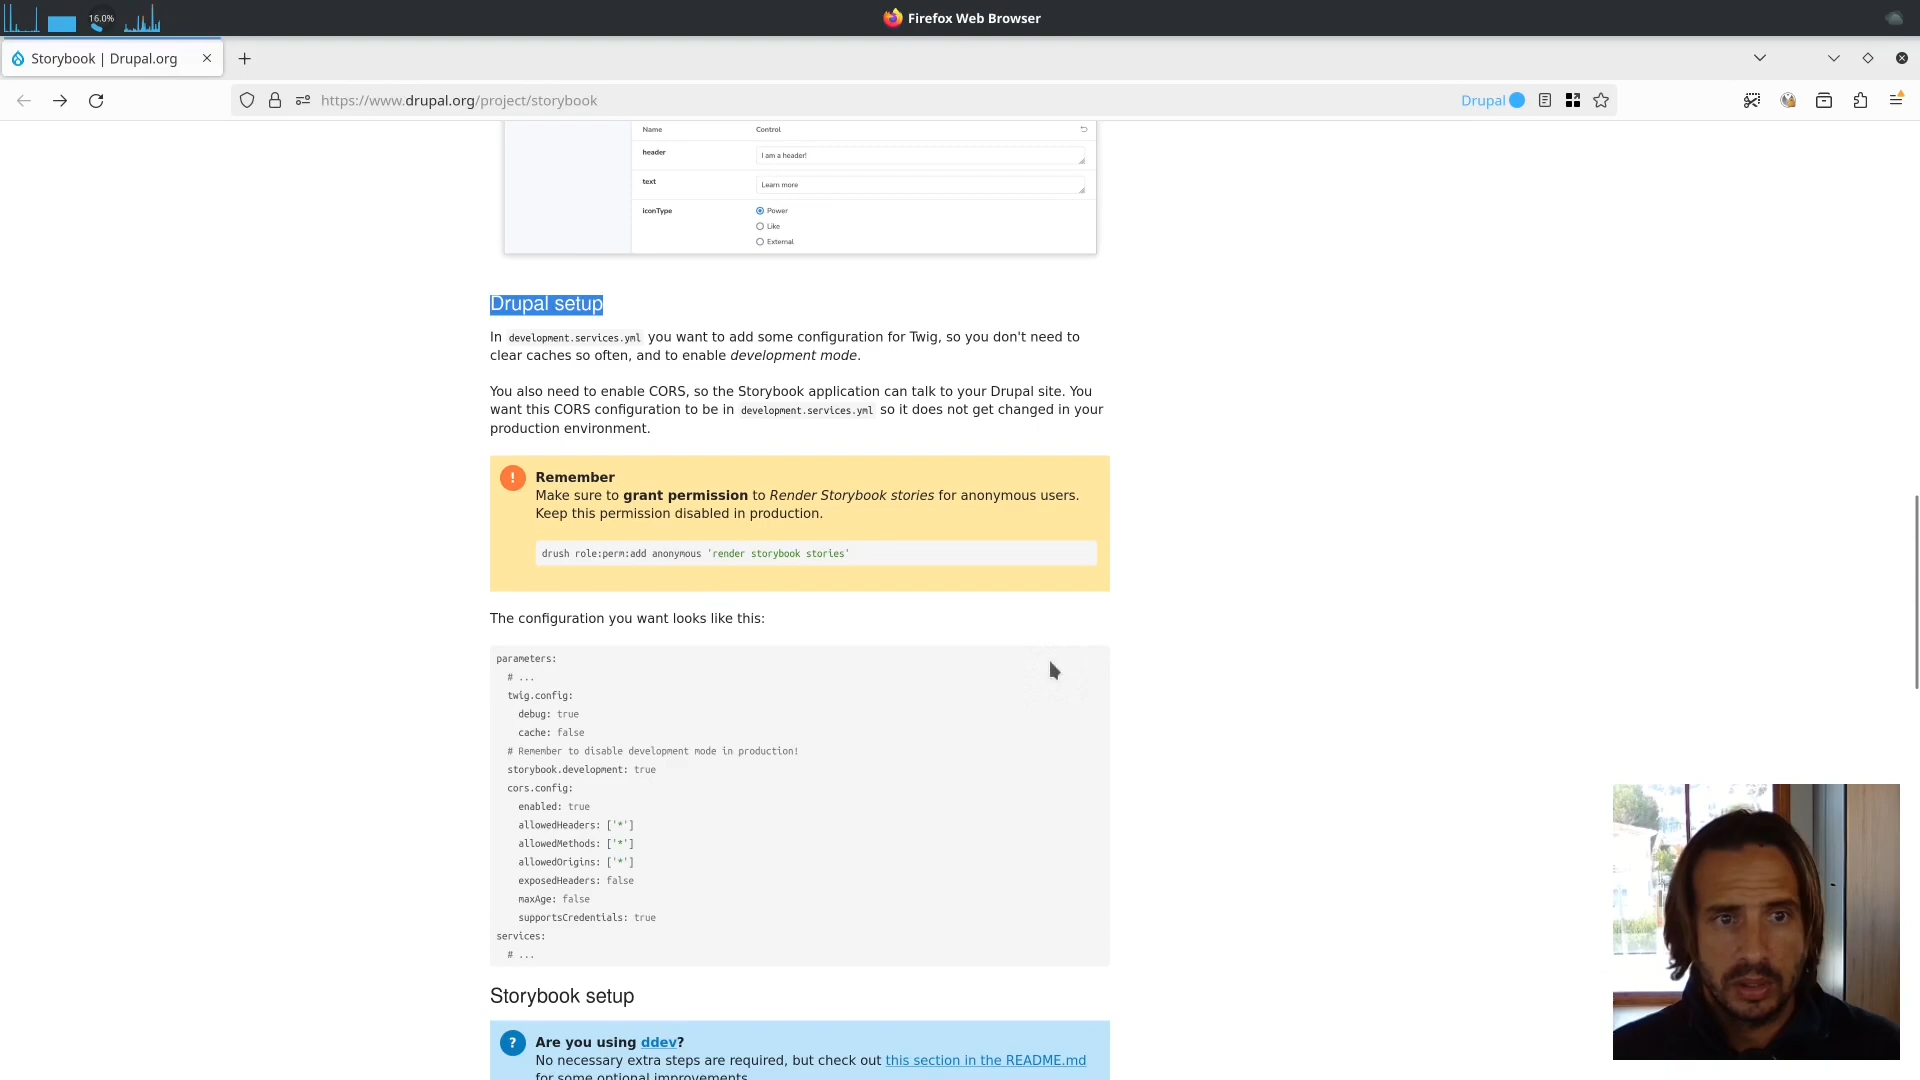 16.0%
Firefox Web Browser
Storybook | Drupal.org
https://www.drupal.org/project/storybook
Drupal
Name Control
header I am a header!
text Learn more
iconType Power
Like
External
Drupal setup
In development.services.yml you want to add some configuration for Twig, so you don't need to
clear caches so often, and to enable development mode.
You also need to enable CORS, so the Storybook application can talk to your Drupal site. You
want this CORS configuration to be in development.services.yml so it does not get changed in your
production environment.
Remember
Make sure to grant permission to Render Storybook stories for anonymous users.
Keep this permission disabled in production.
drush role:perm:add anonymous 'render storybook stories'
The configuration you want looks like this:
parameters:
# ...
twig.config:
debug: true
cache: false
# Remember to disable development mode in production!
storybook.development: true
cors.config:
enabled: true
allowedHeaders: ['*']
allowedMethods: ['*']
allowedOrigins: ['*']
exposedHeaders: false
maxAge: false
supportsCredentials: true
services:
# ...
Storybook setup
Are you using ddev?
No necessary extra steps are required, but check out this section in the README.md
for some optional improvements.